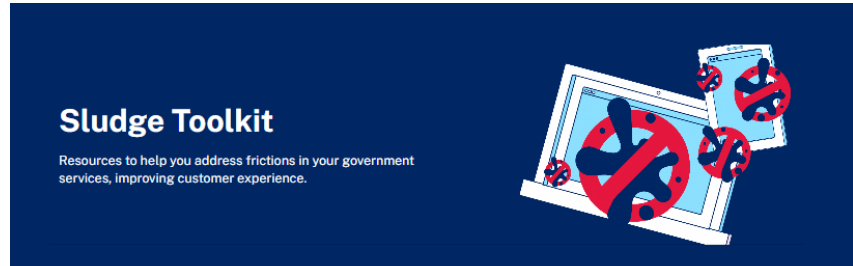 Sludge Toolkit
Resources to help you address frictions in your government
services, improving customer experience.